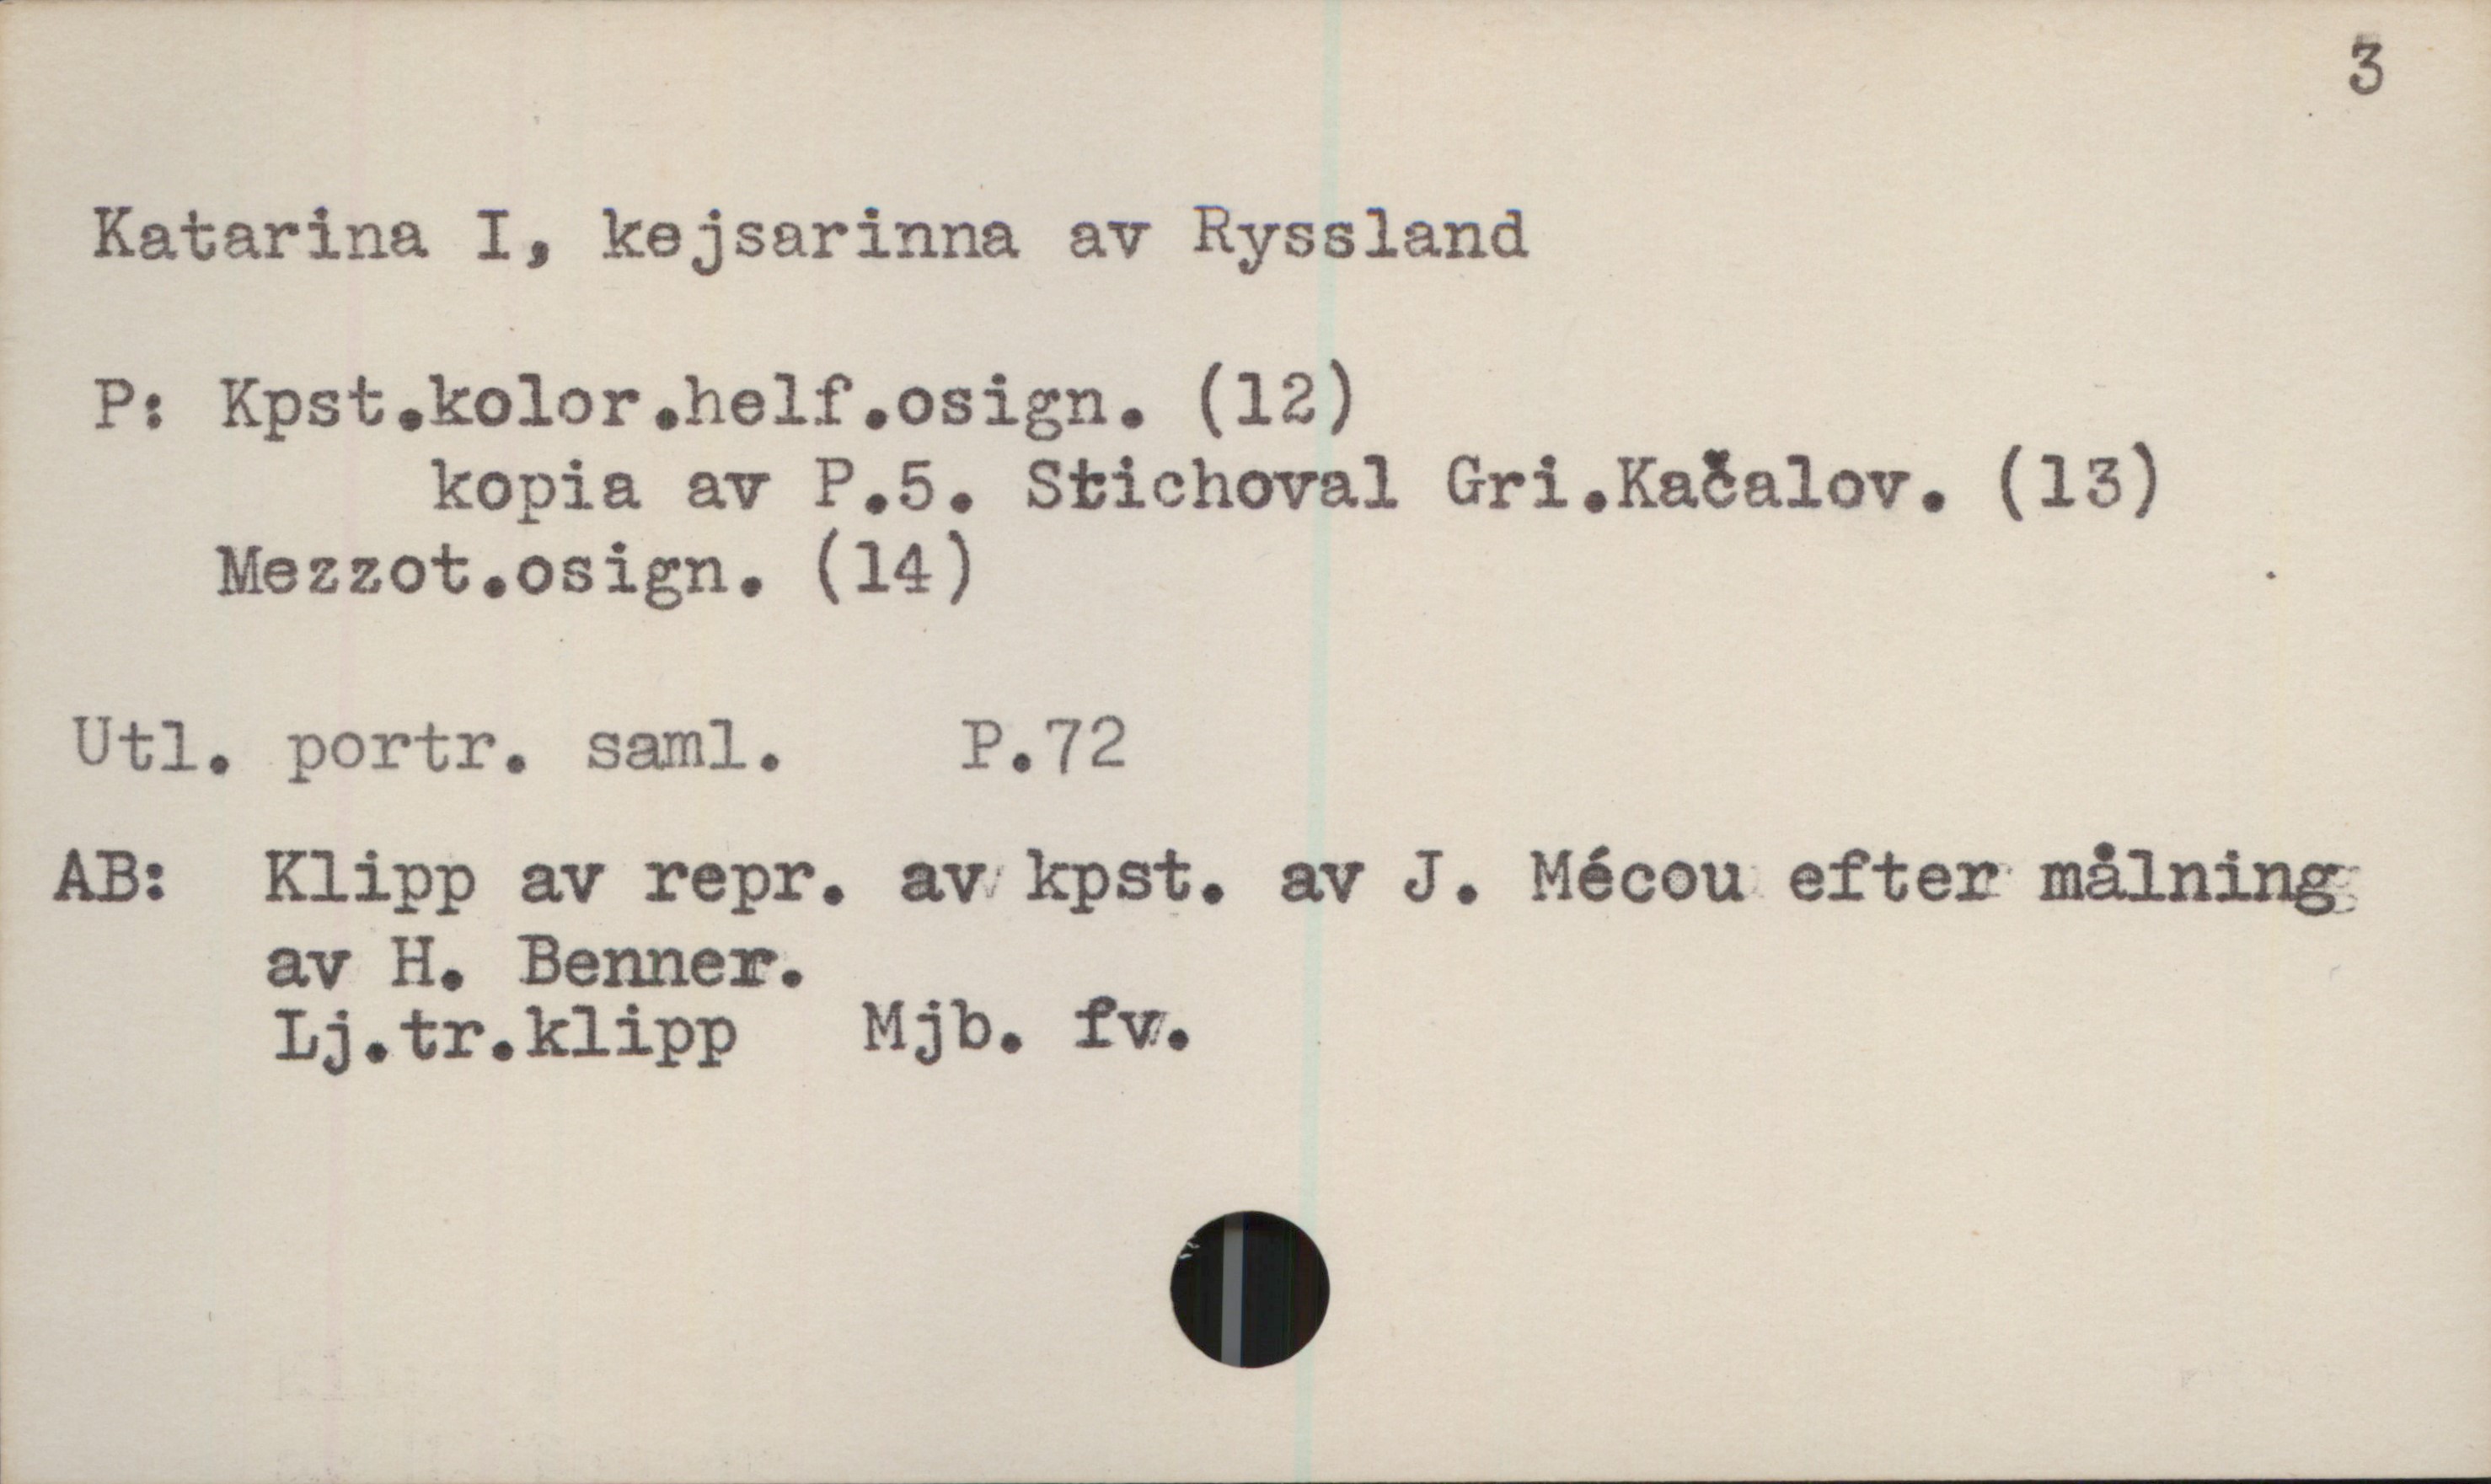 3
Katarina I, kejsarinna av Ryssland
P: Kpst.kolor.helf.osign. (12)
kopia av P.5. Stichoval Gri.Kačalov. (13)
Mezzot.osign. (14)
Utl. portr. saml. P.72
AB: Klipp av repr. av kpst. av J. Mécou efter målning
av H. Benner.
Lj.tr.klipp Mjb. fv.